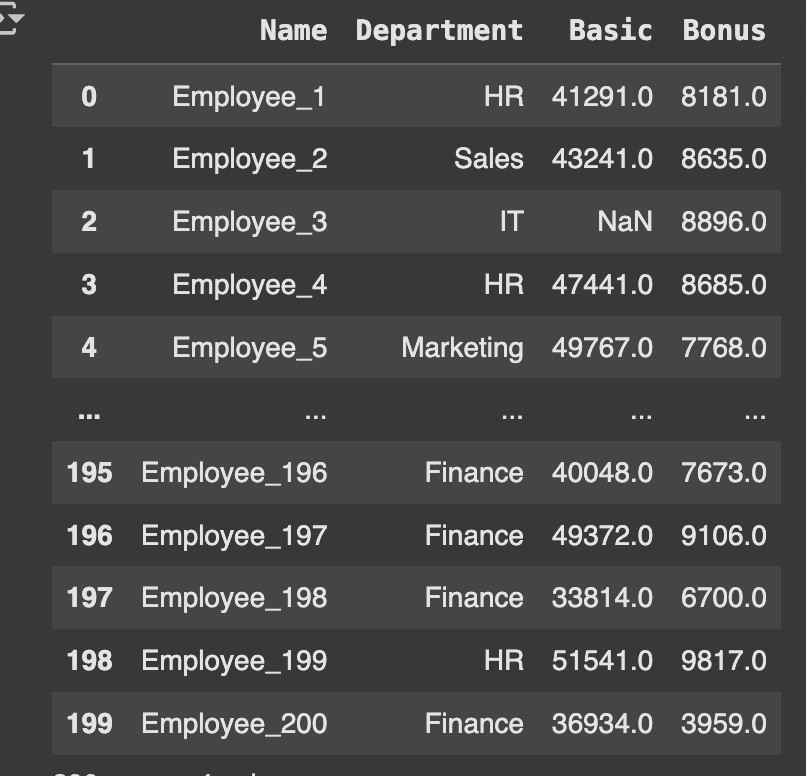 Name Department Basic Bonus
0 Employee_1 HR 41291.0 8181.0
1 Employee_2 Sales 43241.0 8635.0
2 Employee_3 IT NaN 8896.0
3 Employee_4 HR 47441.0 8685.0
4 Employee_5 Marketing 49767.0 7768.0
... ... ... ... ...
195 Employee_196 Finance 40048.0 7673.0
196 Employee_197 Finance 49372.0 9106.0
197 Employee_198 Finance 33814.0 6700.0
198 Employee_199 HR 51541.0 9817.0
199 Employee_200 Finance 36934.0 3959.0